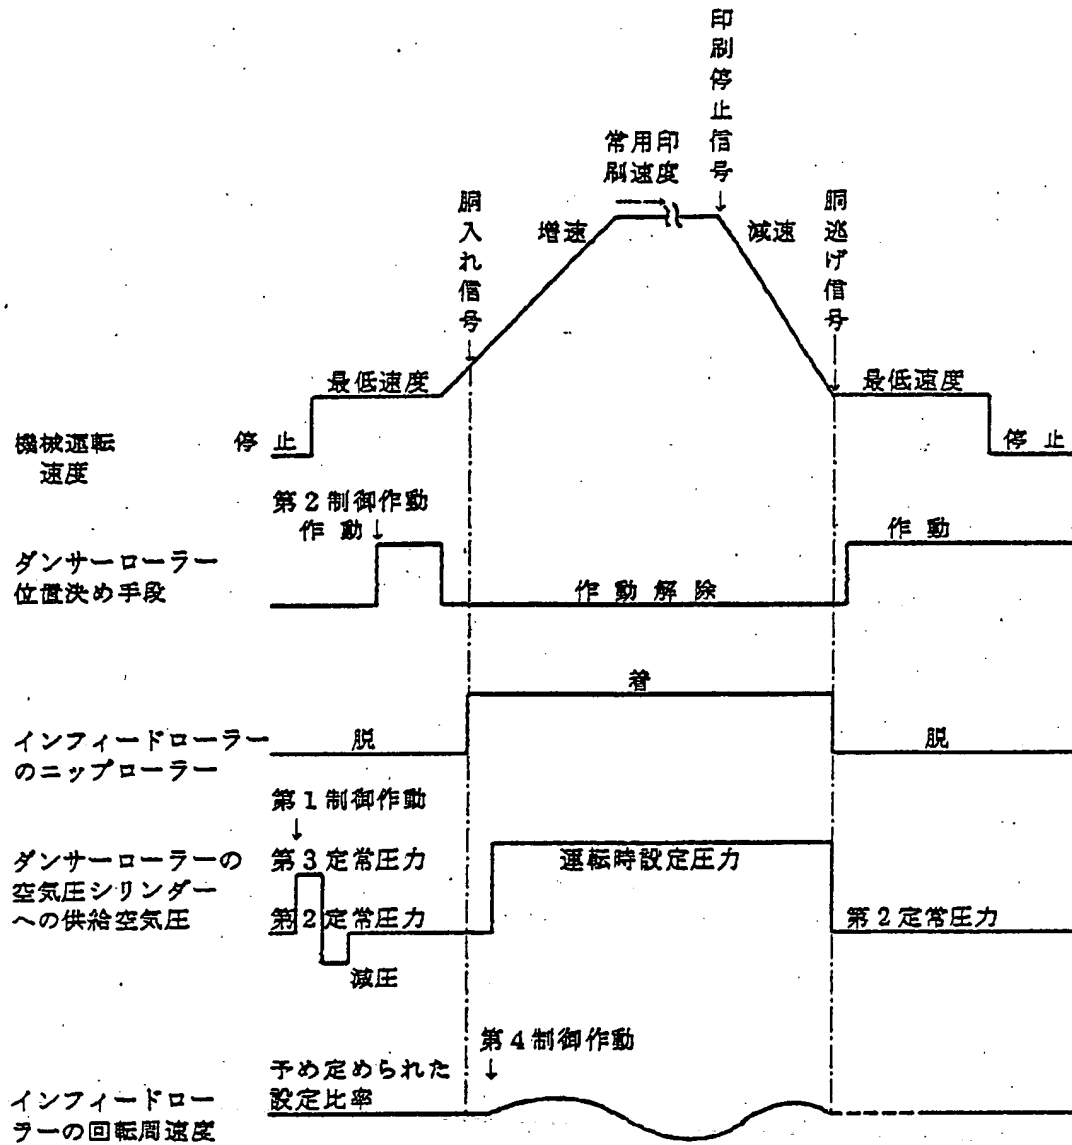 印刷停止信号
常用印
刷速度
胴入れ信号
増速
減速
胴逃げ信号
最低速度
最低速度
機械運転
速度
停止
停止
第2制御作動
作動
作動
ダンサーローラー
位置決め手段
作動解除
着
インフィードローラー
のニップローラー
脱
脱
第1制御作動
ダンサーローラーの
空気圧シリンダー
への供給空気圧
第3定常圧力
運転時設定圧力
第2定常圧力
第2定常圧力
減圧
第4制御作動
予め定められた
設定比率
インフィードロー
ラーの回転周速度